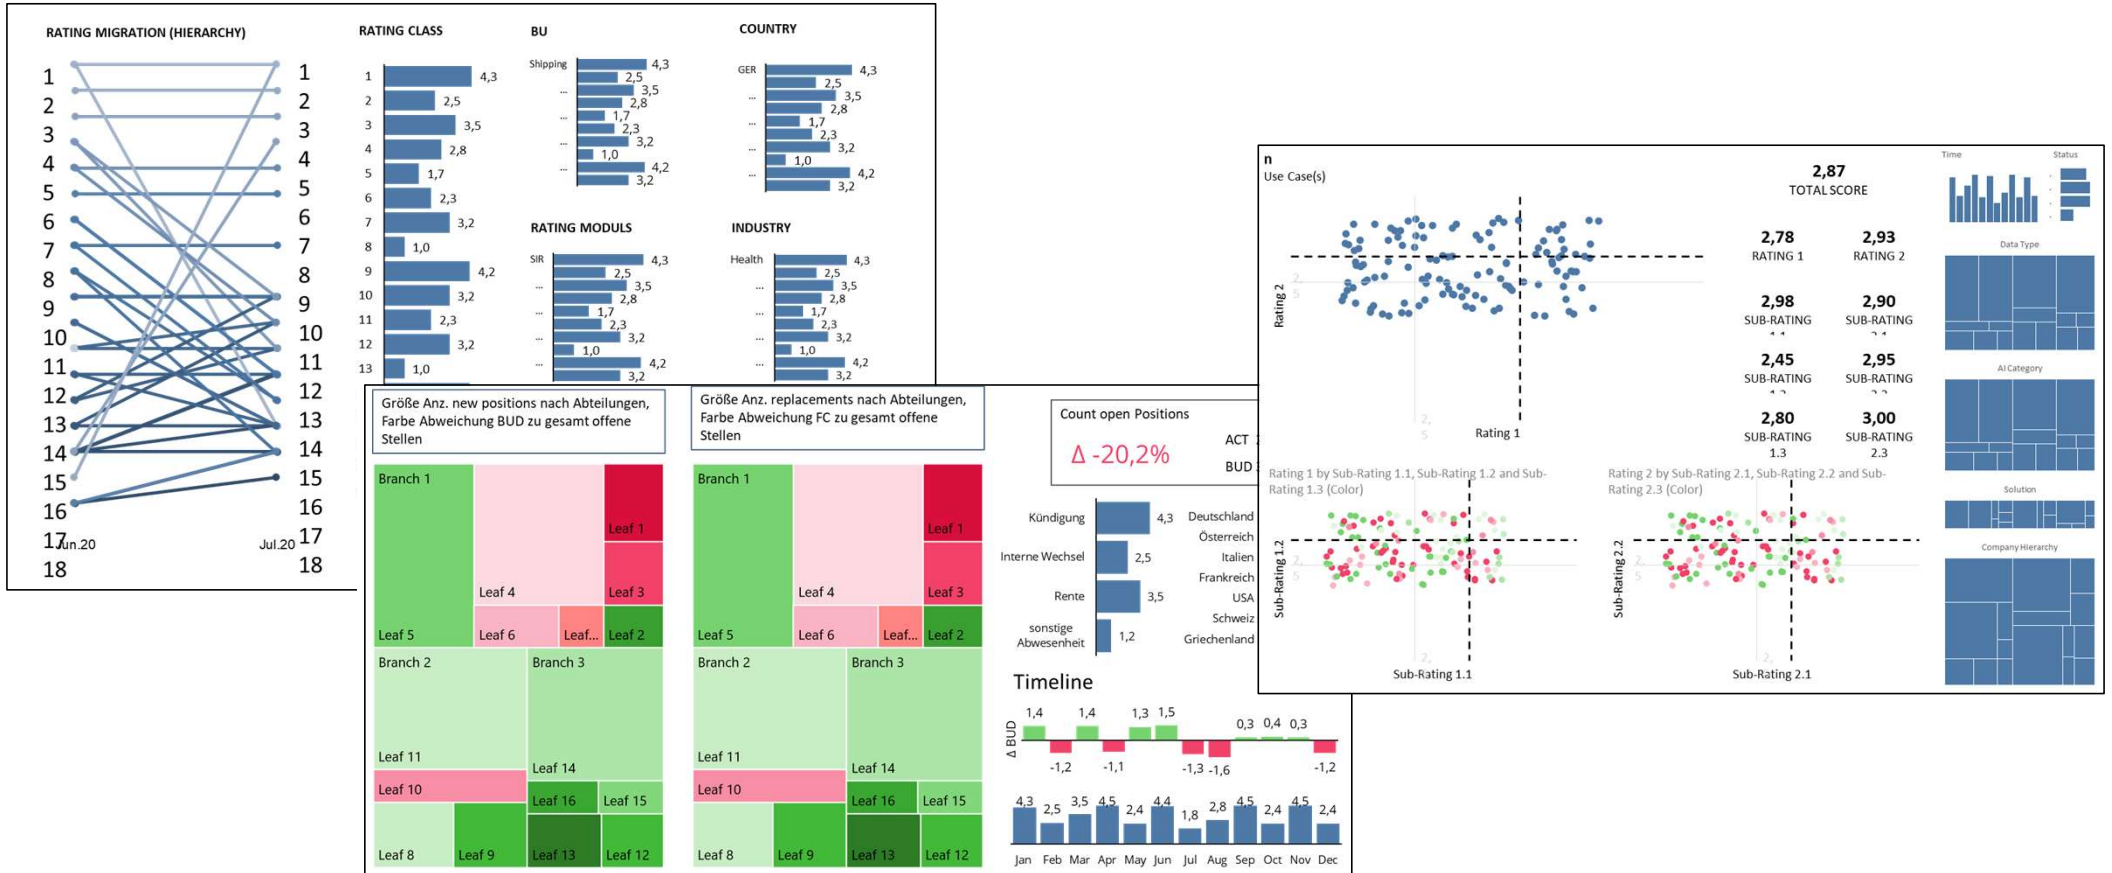 RATING MIGRATION (HIERARCHY)
1
2
3
4
5
6
7
8
9
10
11
12
13
14
15
16
17
18
1
2
3
4
5
6
7
8
9
10
11
12
13
14
15
17
18
Jun.20
Jul.20
RATING CLASS
1 4,3
2 2,5
3 3,5
4 2,8
5 1,7
6 2,3
7 3,2
8 1,0
9 4,2
10 3,2
11 2,3
12 3,2
13 1,0
BU
Shipping 4,3
2,5
... 3,5
2,8
... 1,7
2,3
... 3,2
1,0
... 4,2
3,2
COUNTRY
GER 4,3
2,5
... 3,5
2,8
... 1,7
2,3
... 3,2
1,0
... 4,2
3,2
RATING MODULS
SIR 4,3
2,5
... 3,5
2,8
... 1,7
2,3
... 3,2
1,0
... 4,2
3,2
INDUSTRY
Health 4,3
2,5
... 3,5
2,8
... 1,7
2,3
... 3,2
1,0
... 4,2
3,2
Größe Anz. new positions nach Abteilungen,
Farbe Abweichung BUD zu gesamt offene
Stellen
Branch 1
Leaf 1
Leaf 4
Leaf 3
Leaf 5
Leaf 6
Leaf...
Leaf 2
Branch 2
Branch 3
Leaf 11
Leaf 14
Leaf 10
Leaf 16
Leaf 15
Leaf 8
Leaf 9
Leaf 13
Leaf 12
Größe Anz. replacements nach Abteilungen,
Farbe Abweichung FC zu gesamt offene
Stellen
Branch 1
Leaf 1
Leaf 4
Leaf 3
Leaf 5
Leaf 6
Leaf...
Leaf 2
Branch 2
Branch 3
Leaf 11
Leaf 14
Leaf 10
Leaf 16
Leaf 15
Leaf 8
Leaf 9
Leaf 13
Leaf 12
Count open Positions
Δ -20,2%
ACT
BUD
Kündigung 4,3
Interne Wechsel 2,5
Rente 3,5
sonstige
Abwesenheit 1,2
Deutschland
Österreich
Italien
Frankreich
USA
Schweiz
Griechenland
Timeline
Δ BUD
1,4 -1,2 1,4 -1,1 1,3 1,5 -1,3 -1,6 0,3 0,4 0,3 -1,2
4,3 2,5 3,5 4,5 2,4 4,4 1,8 2,8 4,5 2,4 4,5 2,4
Jan Feb Mar Apr May Jun Jul Aug Sep Oct Nov Dec
n
Use Case(s)
Rating 2
2,
5
2,
5
Rating 1
2,87
TOTAL SCORE
2,78
RATING 1
2,93
RATING 2
2,98
SUB-RATING
2,90
SUB-RATING
2,45
SUB-RATING
2,95
SUB-RATING
2,80
SUB-RATING
1.3
3,00
SUB-RATING
2.3
Rating 1 by Sub-Rating 1.1, Sub-Rating 1.2 and Sub-
Rating 1.3 (Color)
Sub-Rating 1.2
2,
5
2,
Sub-Rating 1.1
Rating 2 by Sub-Rating 2.1, Sub-Rating 2.2 and Sub-
Rating 2.3 (Color)
Sub-Rating 2.2
2,
5
2,
Sub-Rating 2.1
Time
Status
Data Type
AI Category
Solution
Company Hierarchy